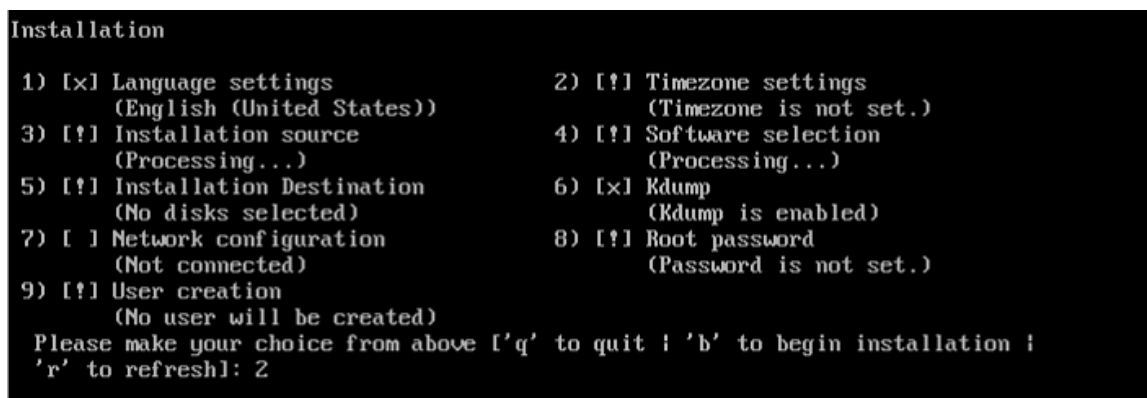 Installation
1) [x] Language settings 2) [!] Timezone settings
(English (United States)) (Timezone is not set.)
3) [!] Installation source 4) [!] Software selection
(Processing...) (Processing...)
5) [!] Installation Destination 6) [x] Kdump
(No disks selected) (Kdump is enabled)
7) [ ] Network configuration 8) [!] Root password
(Not connected) (Password is not set.)
9) [!] User creation
(No user will be created)
Please make your choice from above ['q' to quit | 'b' to begin installation |
'r' to refresh]: 2